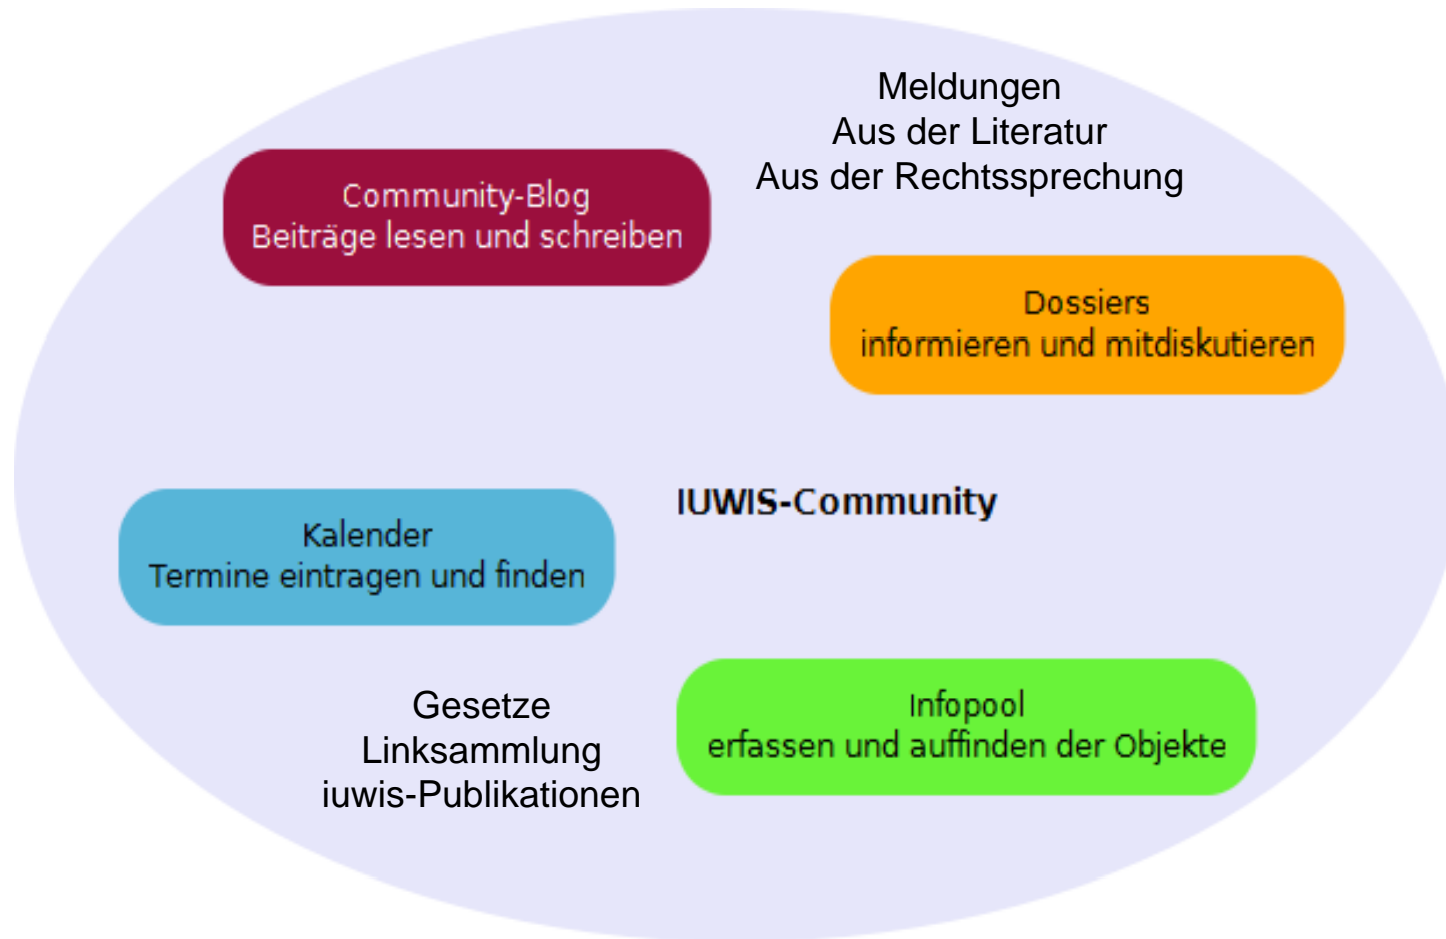 Meldungen
Aus der Literatur
Aus der Rechtssprechung
Community-Blog
Beiträge lesen und schreiben
Dossiers
informieren und mitdiskutieren
IUWIS-Community
Kalender
Termine eintragen und finden
Gesetze
Linksammlung
iuwis-Publikationen
Infopool
erfassen und auffinden der Objekte